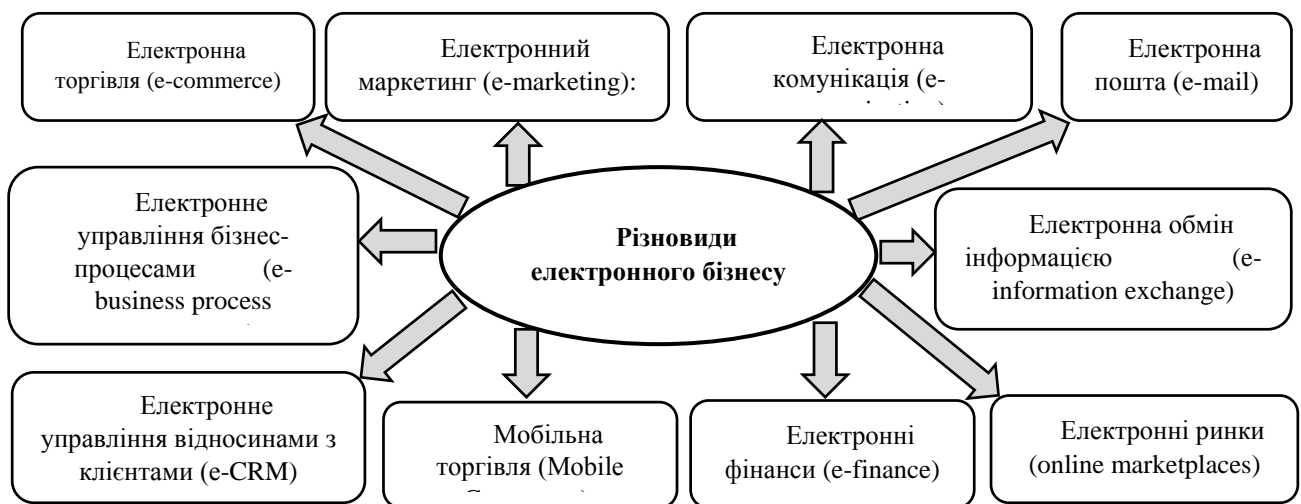 Електронна
торгівля (e-commerce)
Електронний
маркетинг (e-marketing):
Електронна
комунікація (e-
Електронна
пошта (e-mail)
Електронне
управління бізнес-
процесами (e-
business process
Різновиди
електронного бізнесу
Електронна обмін
інформацією (e-
information exchange)
Електронне
управління відносинами з
клієнтами (e-CRM)
Мобільна
торгівля (Mobile
Електронні
фінанси (e-finance)
Електронні ринки
(online marketplaces)